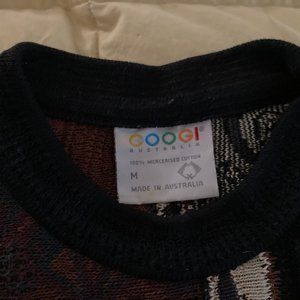 COOGI
AUSTRALIA
100% MERCERISED COTTON
M
MADE IN AUSTRALIA